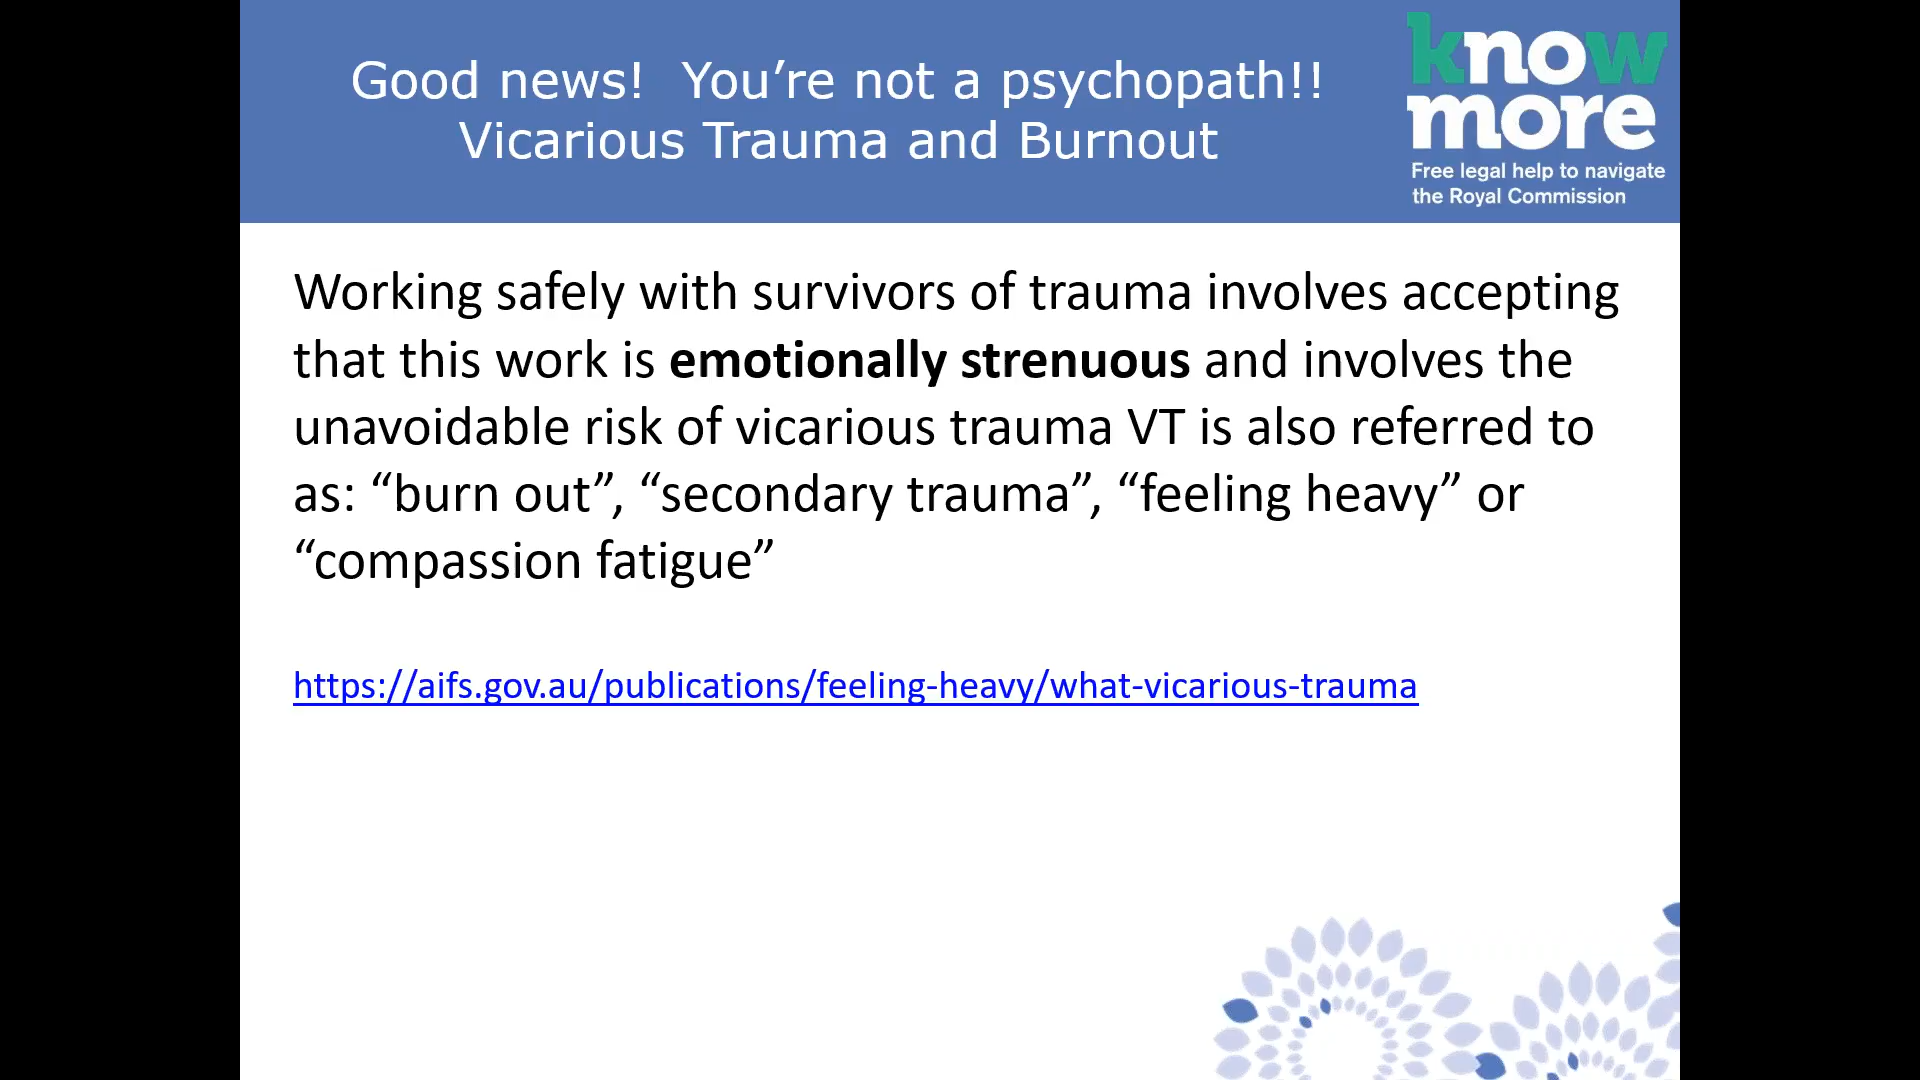 Good news!  You’re not a psychopath!!
Vicarious Trauma and Burnout
know
more
Free legal help to navigate
the Royal Commission
Working safely with survivors of trauma involves accepting
that this work is emotionally strenuous and involves the
unavoidable risk of vicarious trauma VT is also referred to
as: “burn out”, “secondary trauma”, “feeling heavy” or
“compassion fatigue”
https://aifs.gov.au/publications/feeling-heavy/what-vicarious-trauma